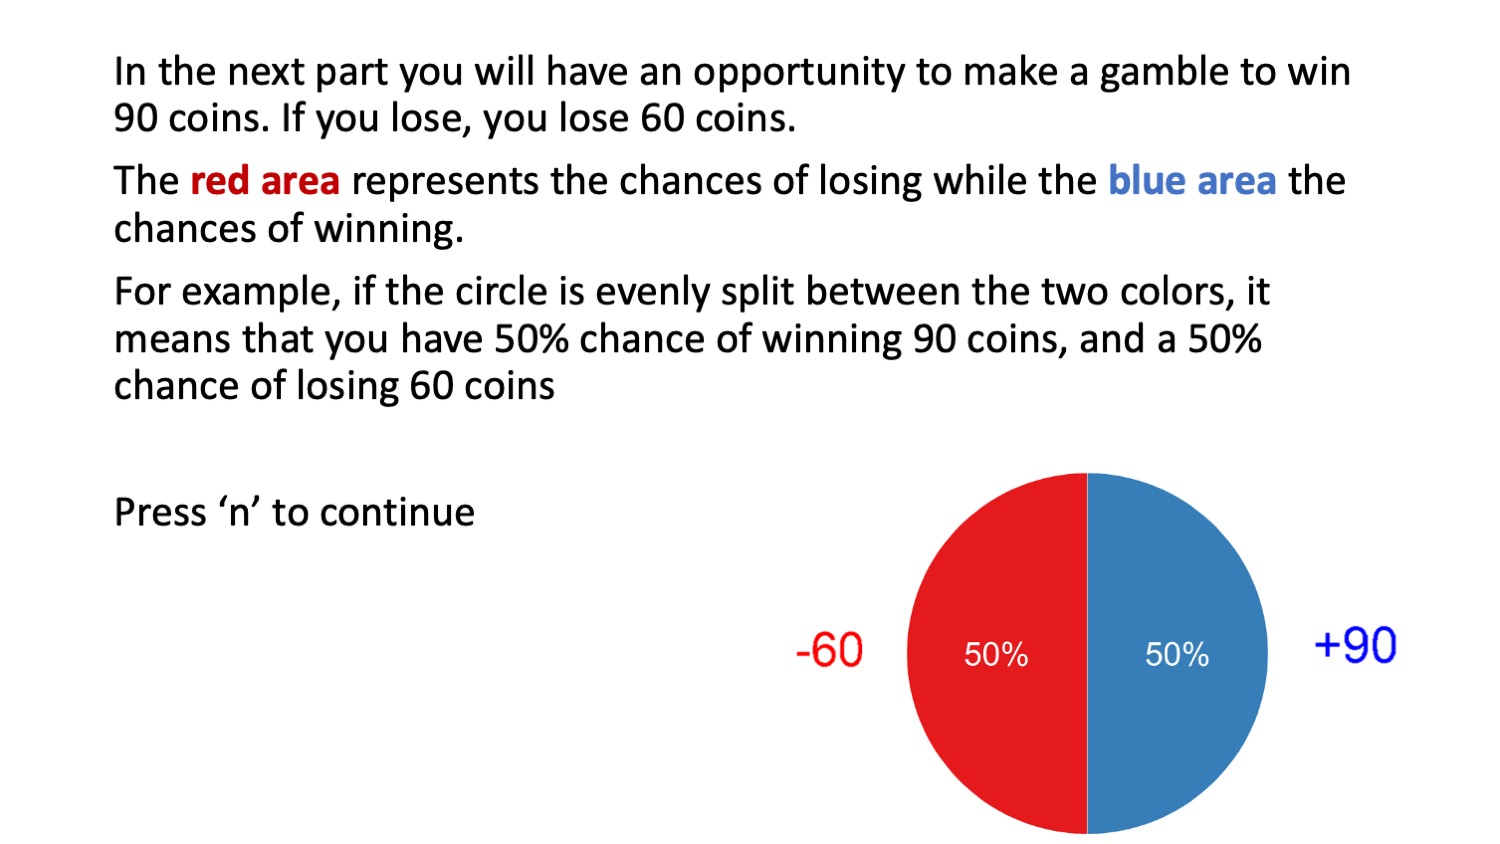 In the next part you will have an opportunity to make a gamble to win
90 coins. If you lose, you lose 60 coins.
The red area represents the chances of losing while the blue area the
chances of winning.
For example, if the circle is evenly split between the two colors, it
means that you have 50% chance of winning 90 coins, and a 50%
chance of losing 60 coins
Press ‘n’ to continue
-60
50%
50%
+90